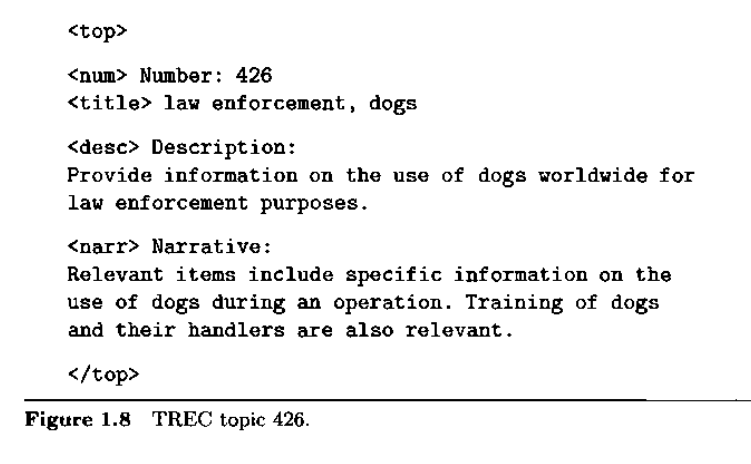 <top>
<num> Number: 426
<title> law enforcement, dogs
<desc> Description:
Provide information on the use of dogs worldwide for
law enforcement purposes.
<narr> Narrative:
Relevant items include specific information on the
use of dogs during an operation. Training of dogs
and their handlers are also relevant.
</top>
Figure 1.8 TREC topic 426.